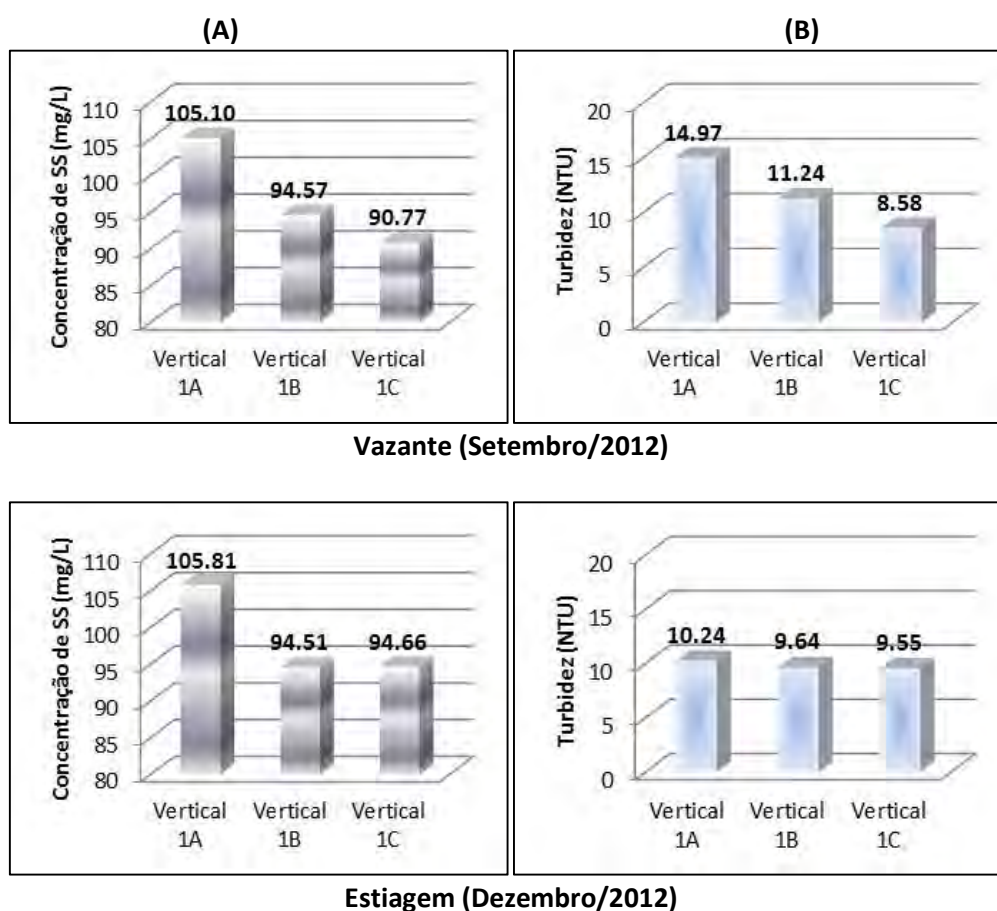 (A)
(B)
Concentração de SS (mg/L)
110
105
100
95
90
85
80
105.10
94.57
90.77
Vertical 1A
Vertical 1B
Vertical 1C
Turbidez (NTU)
20
15
10
5
0
14.97
11.24
8.58
Vertical 1A
Vertical 1B
Vertical 1C
Vazante (Setembro/2012)
Concentração de SS (mg/L)
110
105
100
95
90
85
80
105.81
94.51
94.66
Vertical 1A
Vertical 1B
Vertical 1C
Turbidez (NTU)
20
15
10
5
0
10.24
9.64
9.55
Vertical 1A
Vertical 1B
Vertical 1C
Estiagem (Dezembro/2012)